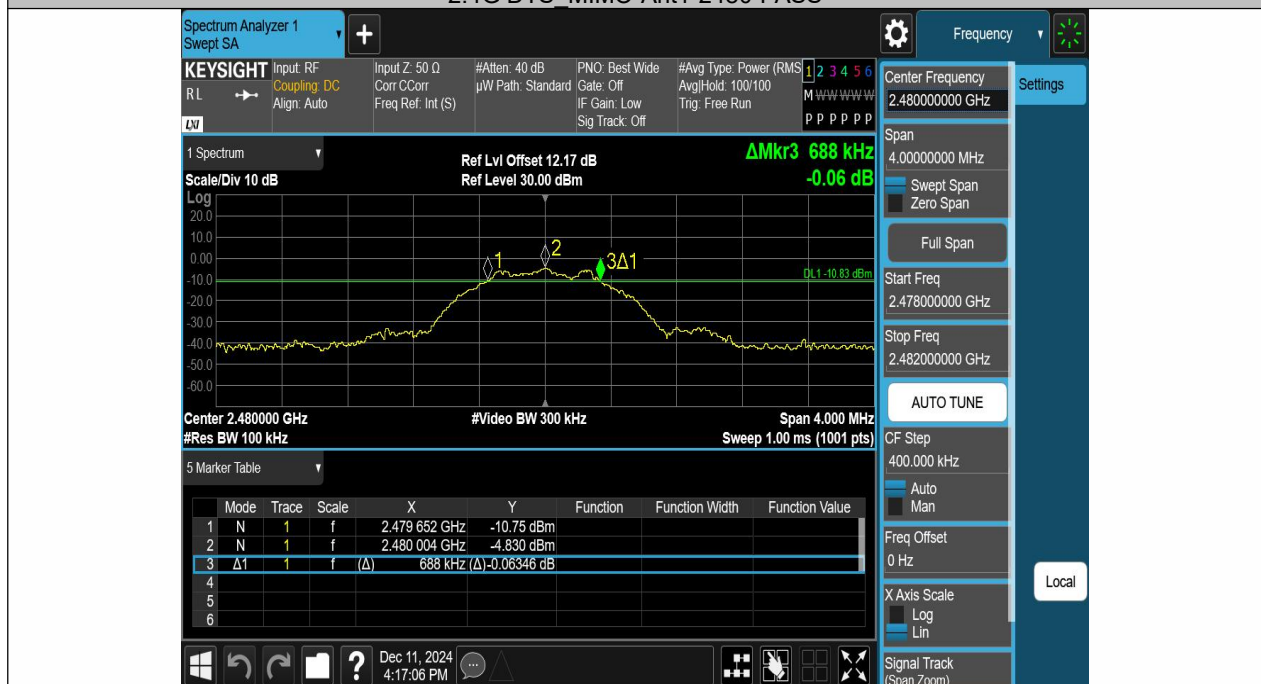 Spectrum Analyzer 1
Swept SA
Frequency
KEYSIGHT
RL
LXI
Input: RF
Coupling: DC
Align: Auto
Input Z: 50 Ω
Corr CCorr
Freq Ref: Int (S)
#Atten: 40 dB
µW Path: Standard
PNO: Best Wide
Gate: Off
IF Gain: Low
Sig Track: Off
#Avg Type: Power (RMS
Avg|Hold: 100/100
Trig: Free Run
1 2 3 4 5 6
M W W W W W
P P P P P P
1 Spectrum
Scale/Div 10 dB
Ref Lvl Offset 12.17 dB
Ref Level 30.00 dBm
ΔMkr3 688 kHz
-0.06 dB
Log
20.0
10.0
0.00
-10.0
-20.0
-30.0
-40.0
-50.0
-60.0
1
2
3Δ1
DL1 -10.83 dBm
Center 2.480000 GHz
#Video BW 300 kHz
Span 4.000 MHz
#Res BW 100 kHz
Sweep 1.00 ms (1001 pts)
5 Marker Table
Mode Trace Scale X Y Function Function Width Function Value
1 N 1 f 2.479 652 GHz -10.75 dBm
2 N 1 f 2.480 004 GHz -4.830 dBm
3 Δ1 1 f (Δ) 688 kHz (Δ) -0.06346 dB
4
5
6
?
Dec 11, 2024
4:17:06 PM
Center Frequency
2.480000000 GHz
Settings
Span
4.00000000 MHz
Swept Span
Zero Span
Full Span
Start Freq
2.478000000 GHz
Stop Freq
2.482000000 GHz
AUTO TUNE
CF Step
400.000 kHz
Auto
Man
Freq Offset
0 Hz
X Axis Scale
Log
Lin
Local
Signal Track
(Span Zoom)